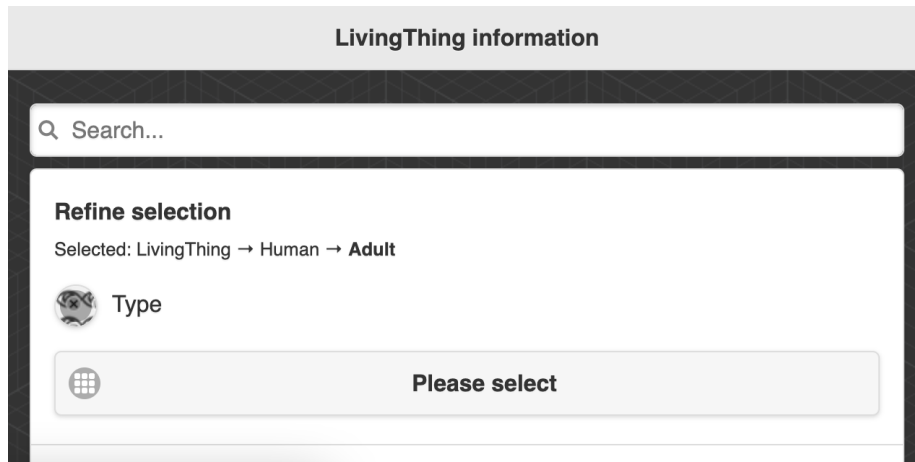 LivingThing information
Search...
Refine selection
Selected: LivingThing → Human → Adult
Type
Please select